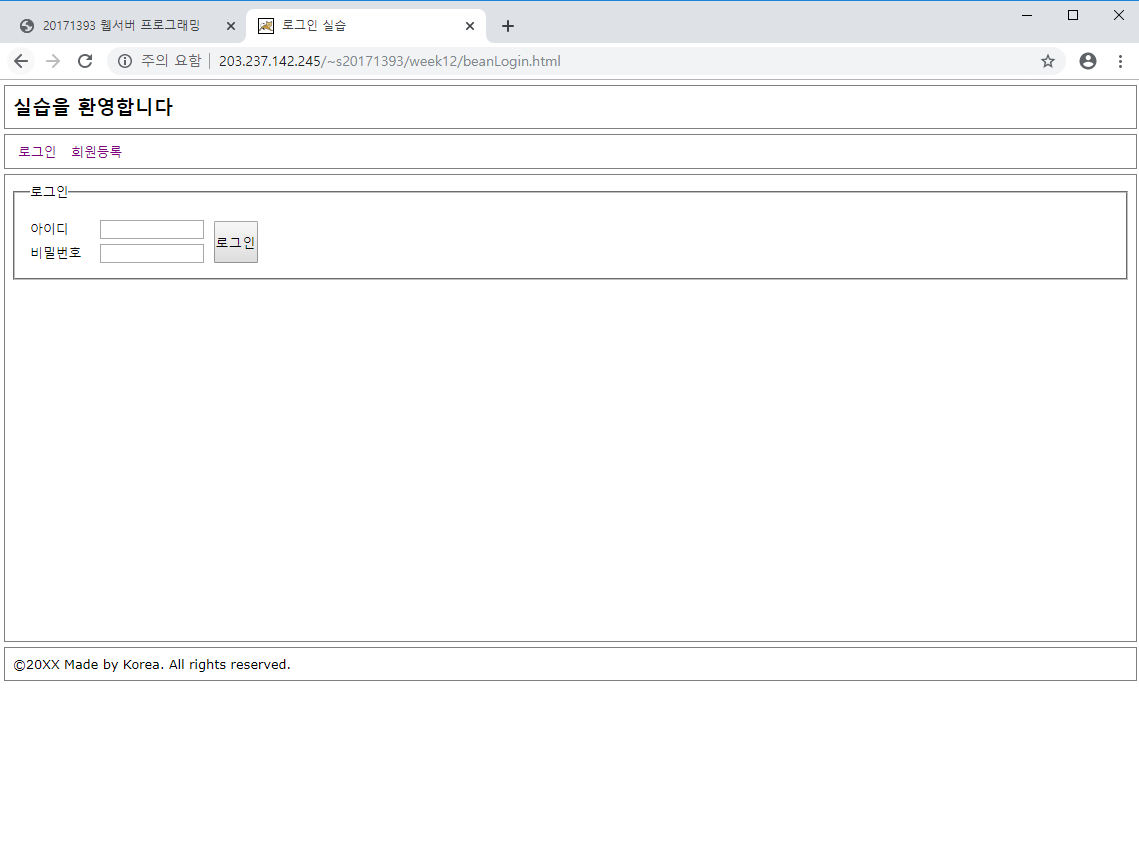 20171393 웹서버 프로그래밍
로그인 실습
주의 요함 | 203.237.142.245/~s20171393/week12/beanLogin.html
실습을 환영합니다
로그인 회원등록
로그인
아이디
비밀번호
로그인
©20XX Made by Korea. All rights reserved.